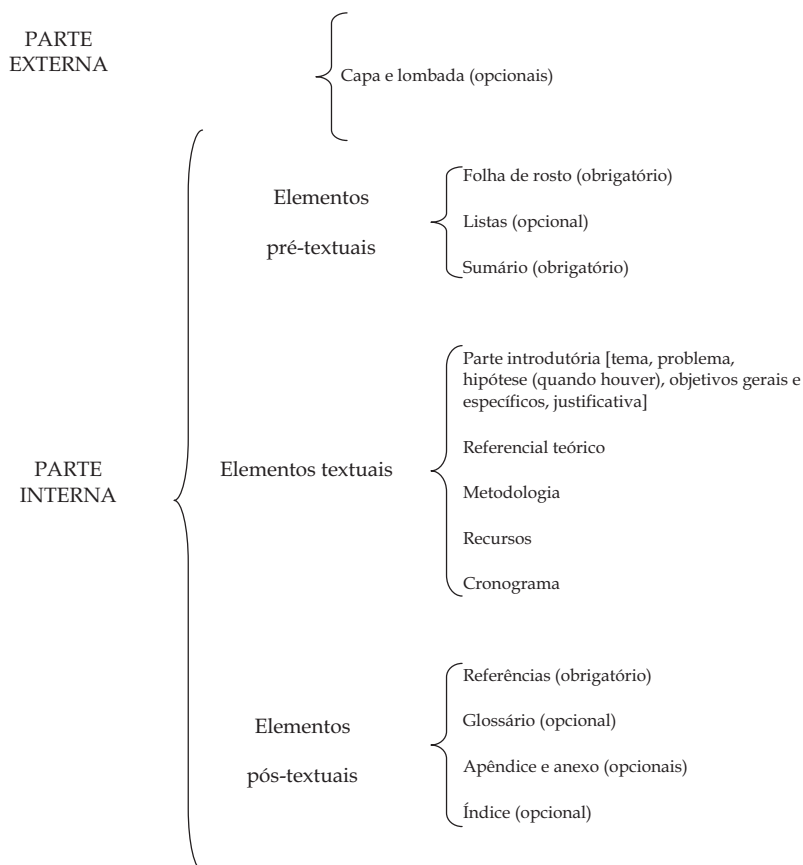 PARTE
EXTERNA
Capa e lombada (opcionais)
Elementos
pré-textuais
Folha de rosto (obrigatório)
Listas (opcional)
Sumário (obrigatório)
PARTE
INTERNA
Elementos textuais
Parte introdutória [tema, problema,
hipótese (quando houver), objetivos gerais e
específicos, justificativa]
Referencial teórico
Metodologia
Recursos
Cronograma
Elementos
pós-textuais
Referências (obrigatório)
Glossário (opcional)
Apêndice e anexo (opcionais)
Índice (opcional)